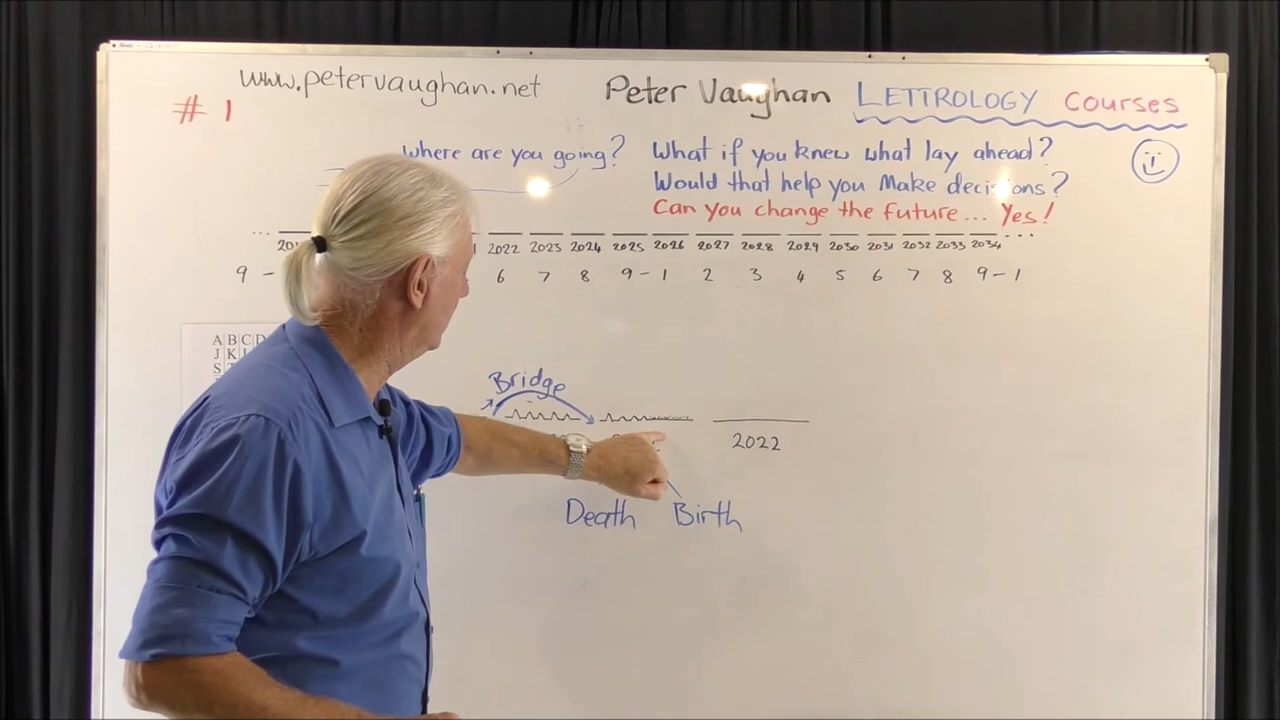 www.petervaughan.net Peter Vaughan LETTROLOGY Courses
# 1
Where are you going? What if you knew what lay ahead?
Would that help you Make decisions?
Can you change the future ... Yes!
... 2022 2023 2024 2025 2026 2027 2028 2029 2030 2031 2032 2033 2034 ...
9 - 6 7 8 9 - 1 2 3 4 5 6 7 8 9 - 1
A B C D
J K
S
Bridge
2022
Death Birth